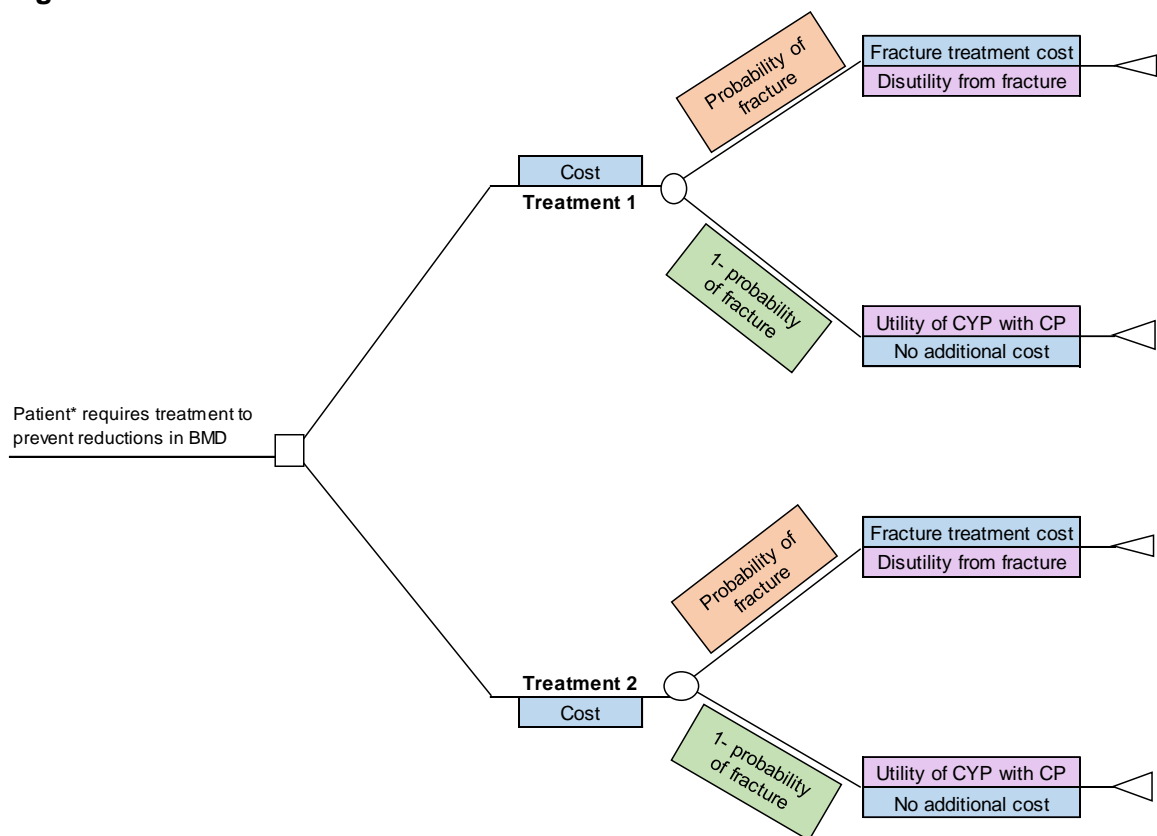 Probability of
fracture
Fracture treatment cost
Disutility from fracture
Cost
Treatment 1
1- probability
of fracture
Utility of CYP with CP
No additional cost
Patient* requires treatment to
prevent reductions in BMD
Probability of
fracture
Fracture treatment cost
Disutility from fracture
Treatment 2
Cost
1- probability
of fracture
Utility of CYP with CP
No additional cost